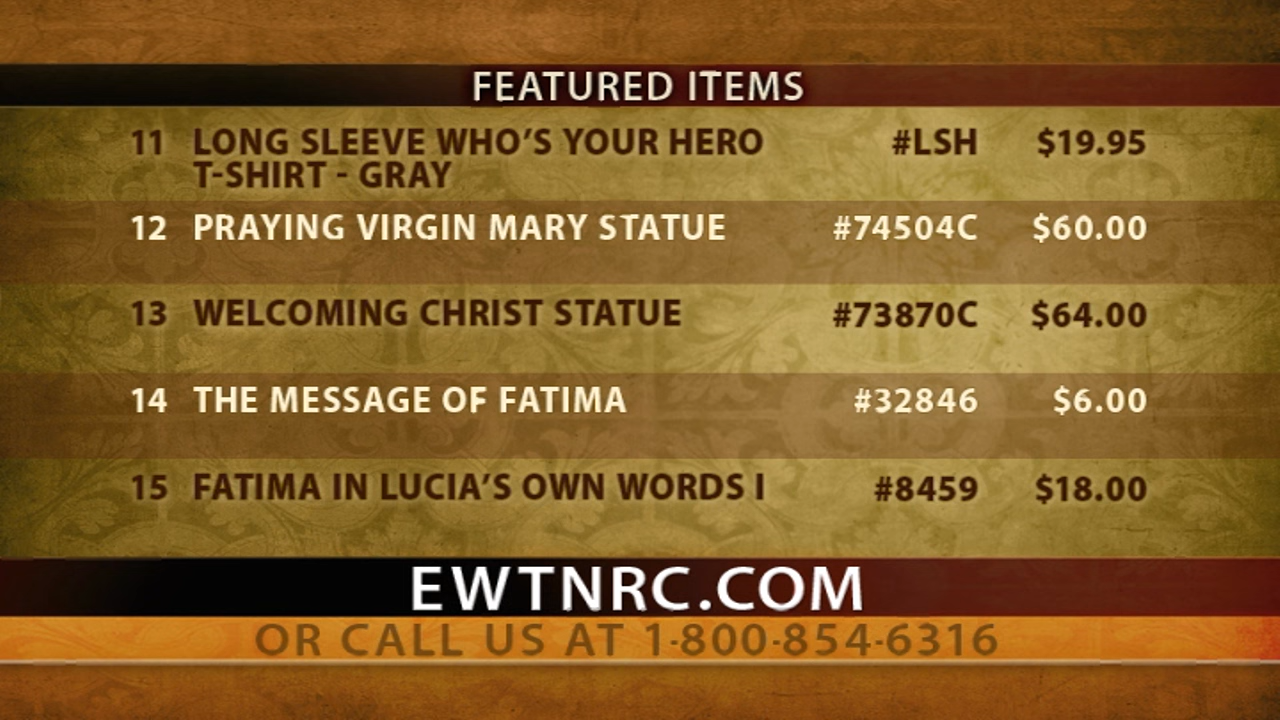 FEATURED ITEMS
11 LONG SLEEVE WHO'S YOUR HERO #LSH $19.95
T-SHIRT - GRAY
12 PRAYING VIRGIN MARY STATUE #74504C $60.00
13 WELCOMING CHRIST STATUE #73870C $64.00
14 THE MESSAGE OF FATIMA #32846 $6.00
15 FATIMA IN LUCIA'S OWN WORDS I #8459 $18.00
EWTNRC.COM
OR CALL US AT 1-800-854-6316